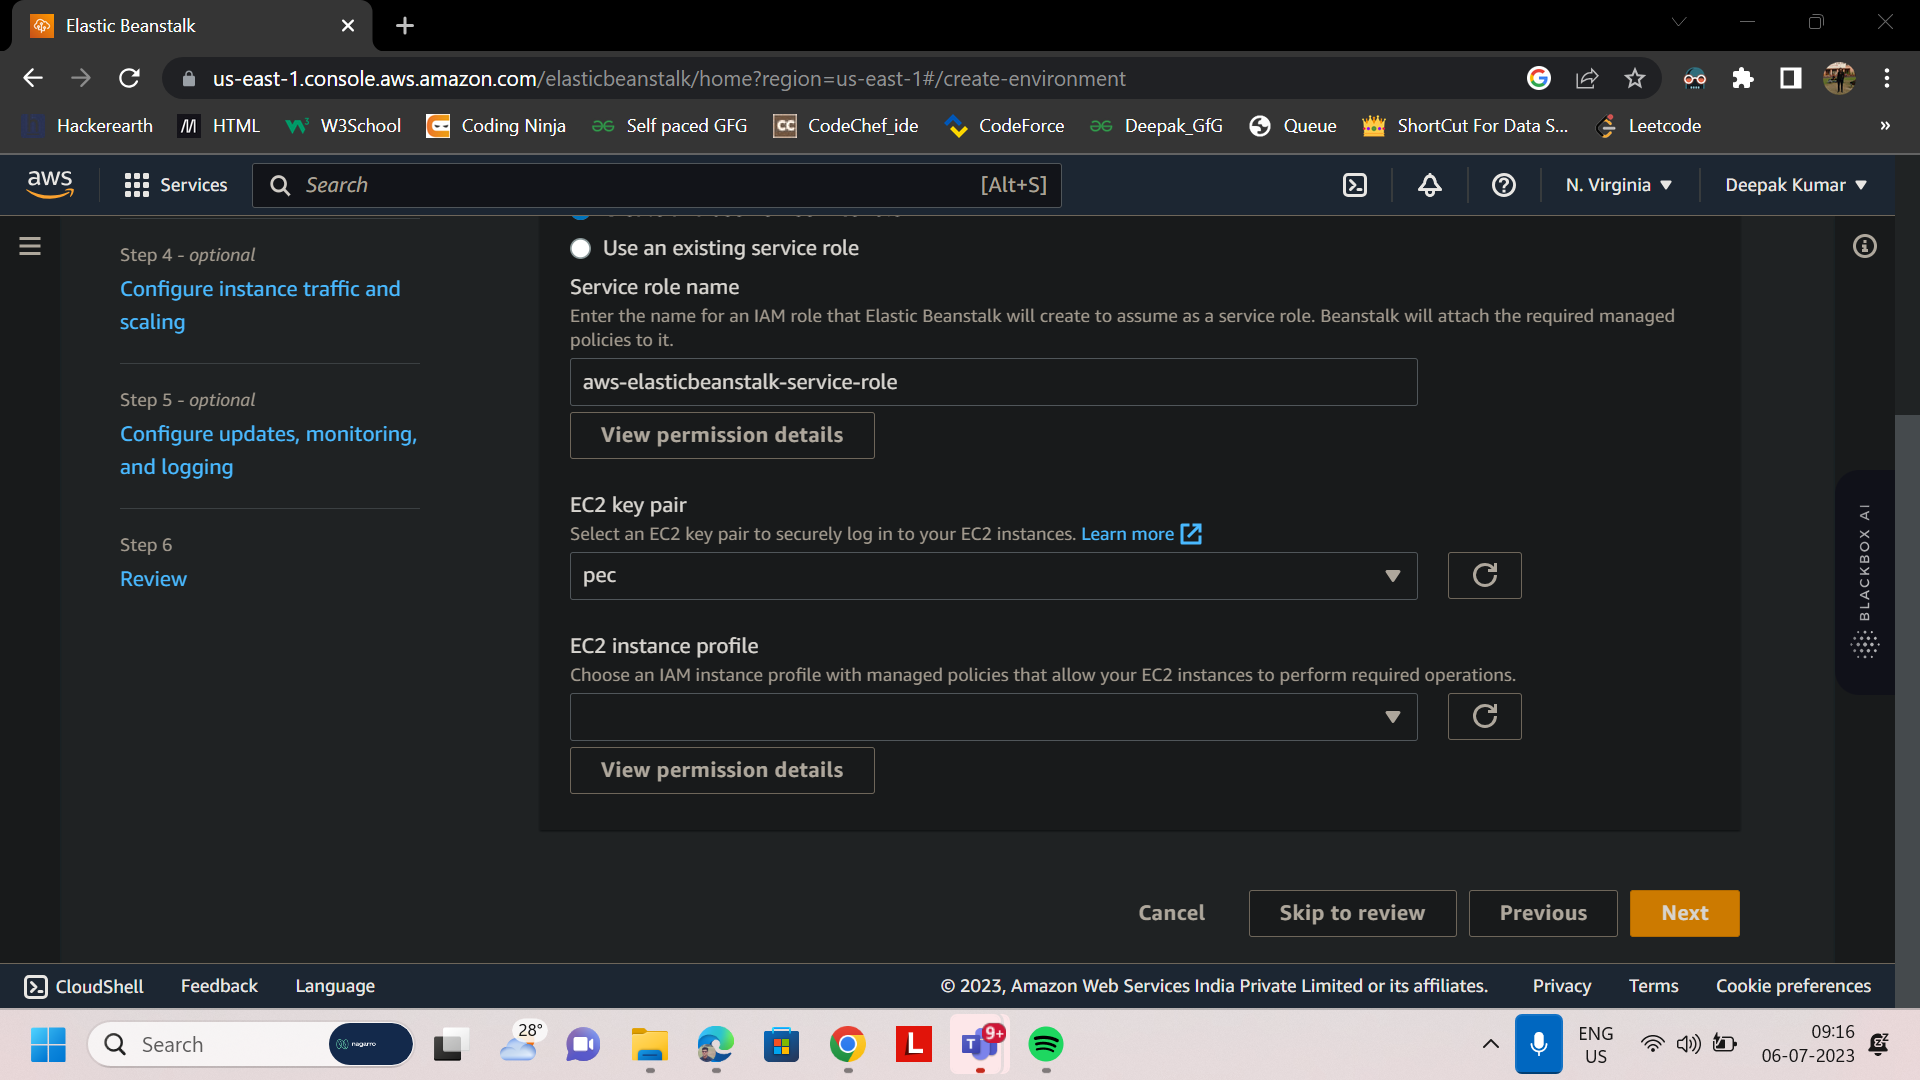 Elastic Beanstalk
us-east-1.console.aws.amazon.com/elasticbeanstalk/home?region=us-east-1#/create-environment
Hackerearth
HTML
W3School
Coding Ninja
Self paced GFG
CodeChef_ide
CodeForce
Deepak_GfG
Queue
ShortCut For Data S...
Leetcode
»
aws
Services
Search
[Alt+S]
N. Virginia
Deepak Kumar
Step 4 - optional
Configure instance traffic and
scaling
Step 5 - optional
Configure updates, monitoring,
and logging
Step 6
Review
Use an existing service role
Service role name
Enter the name for an IAM role that Elastic Beanstalk will create to assume as a service role. Beanstalk will attach the required managed
policies to it.
aws-elasticbeanstalk-service-role
View permission details
EC2 key pair
Select an EC2 key pair to securely log in to your EC2 instances. Learn more
pec
EC2 instance profile
Choose an IAM instance profile with managed policies that allow your EC2 instances to perform required operations.
View permission details
Cancel
Skip to review
Previous
Next
BLACKBOX AI
CloudShell
Feedback
Language
© 2023, Amazon Web Services India Private Limited or its affiliates.
Privacy
Terms
Cookie preferences
Search
nagarro
28°
L
T
9+
ENG
US
09:16
06-07-2023